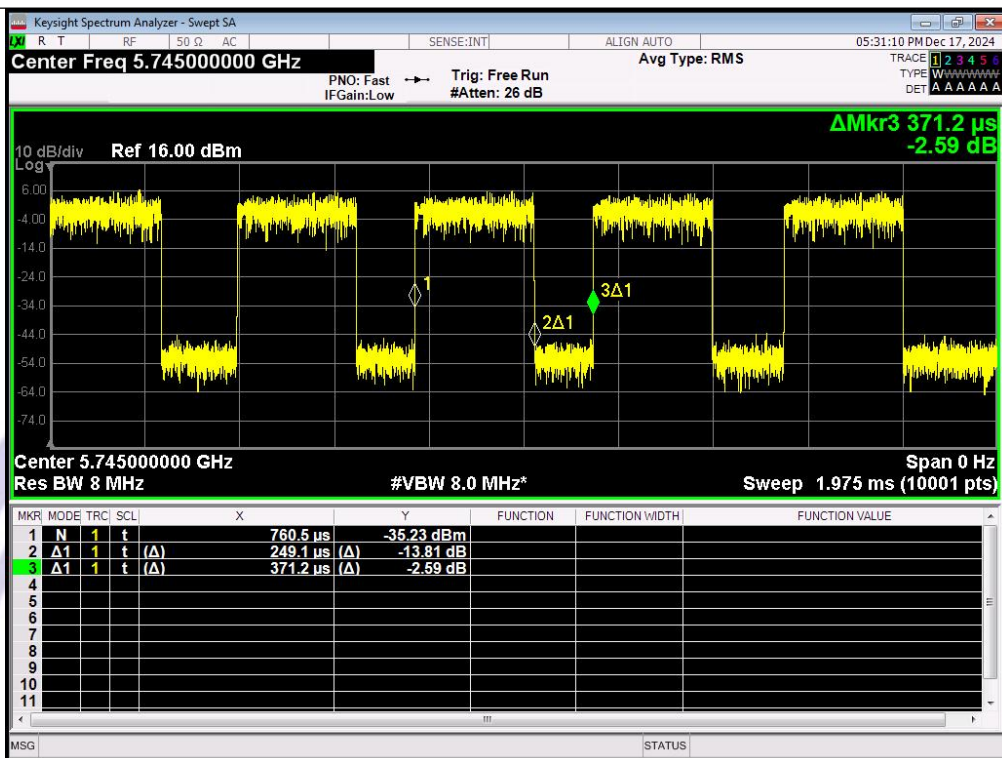 Keysight Spectrum Analyzer - Swept SA
LXI R T RF 50 Ω AC SENSE:INT ALIGN AUTO 05:31:10 PM Dec 17, 2024
Center Freq 5.745000000 GHz Avg Type: RMS TRACE 1 2 3 4 5 6
PNO: Fast Trig: Free Run TYPE WWWWWW
IFGain:Low #Atten: 26 dB DET A A A A A A
ΔMkr3 371.2 µs
10 dB/div Ref 16.00 dBm -2.59 dB
Log
6.00
-4.00
-14.0
-24.0
1
3Δ1
-34.0
2Δ1
-44.0
-54.0
-64.0
-74.0
Center 5.745000000 GHz Span 0 Hz
Res BW 8 MHz #VBW 8.0 MHz* Sweep 1.975 ms (10001 pts)
MKR MODE TRC SCL X Y FUNCTION FUNCTION WIDTH FUNCTION VALUE
1 N 1 t 760.5 µs -35.23 dBm
2 Δ1 1 t (Δ) 249.1 µs (Δ) -13.81 dB
3 Δ1 1 t (Δ) 371.2 µs (Δ) -2.59 dB
4
5
6
7
8
9
10
11
MSG STATUS